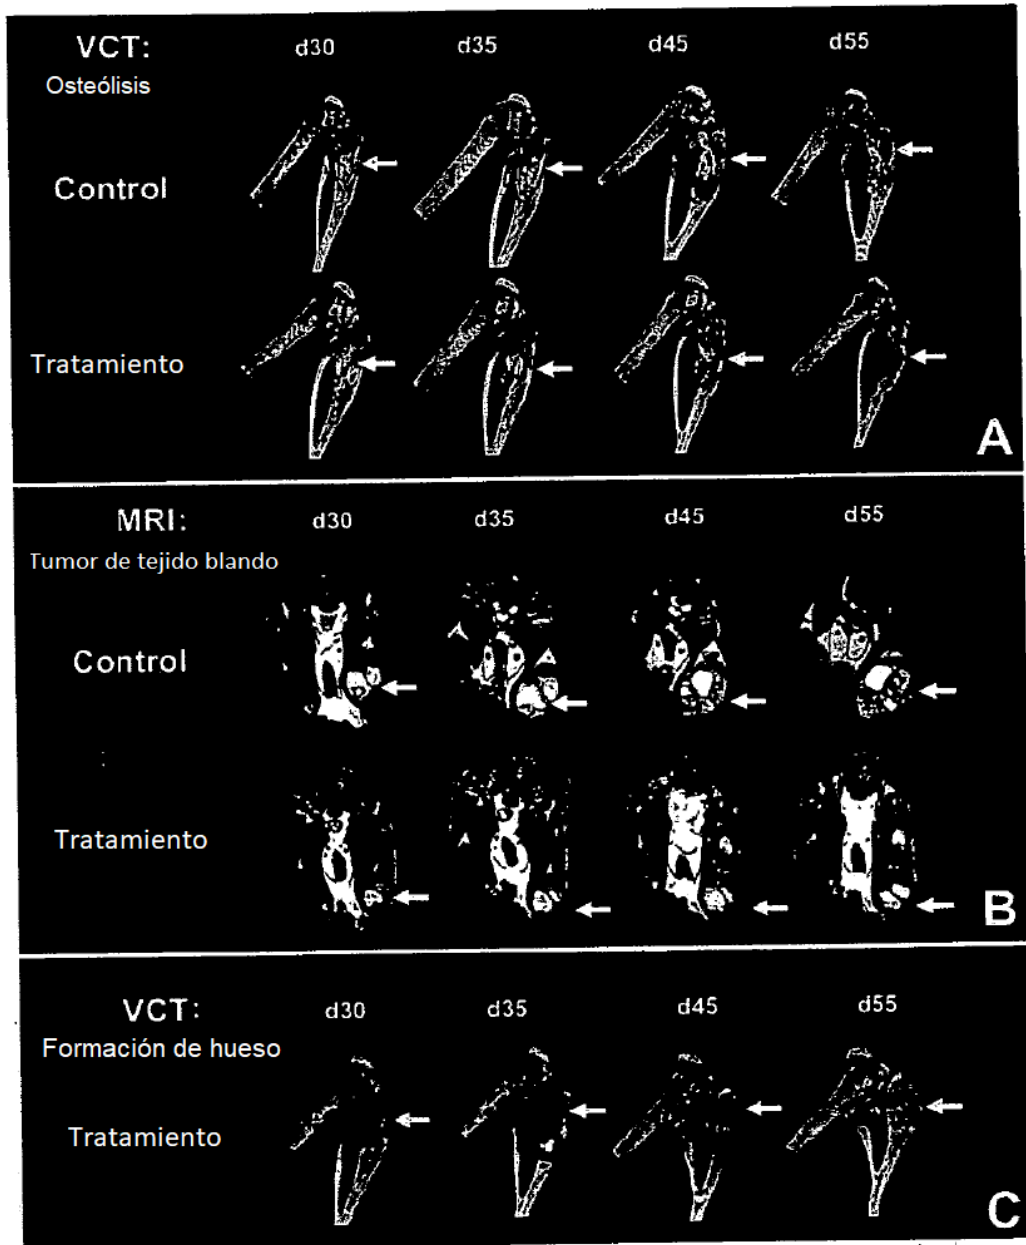 VCT: d30 d35 d45 d55
Osteólisis
Control
Tratamiento
A
MRI: d30 d35 d45 d55
Tumor de tejido blando
Control
Tratamiento
B
VCT: d30 d35 d45 d55
Formación de hueso
Tratamiento
C